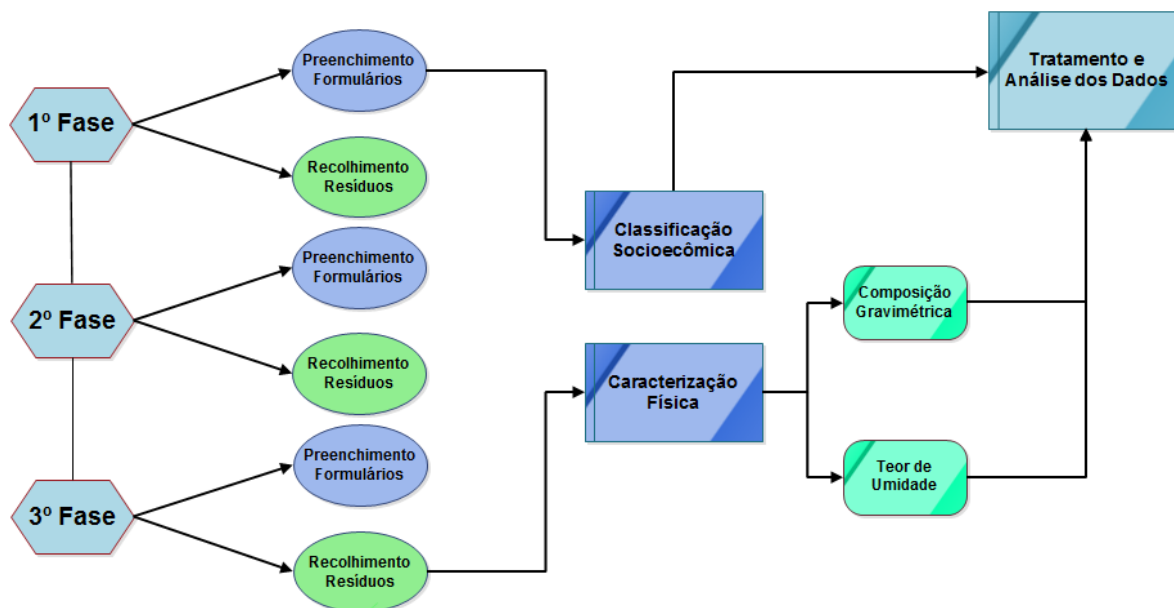 1º Fase
Preenchimento
Formulários
Recolhimento
Resíduos
2º Fase
Preenchimento
Formulários
Recolhimento
Resíduos
3º Fase
Preenchimento
Formulários
Recolhimento
Resíduos
Classificação
Socioecômica
Caracterização
Física
Composição
Gravimétrica
Teor de
Umidade
Tratamento e
Análise dos Dados